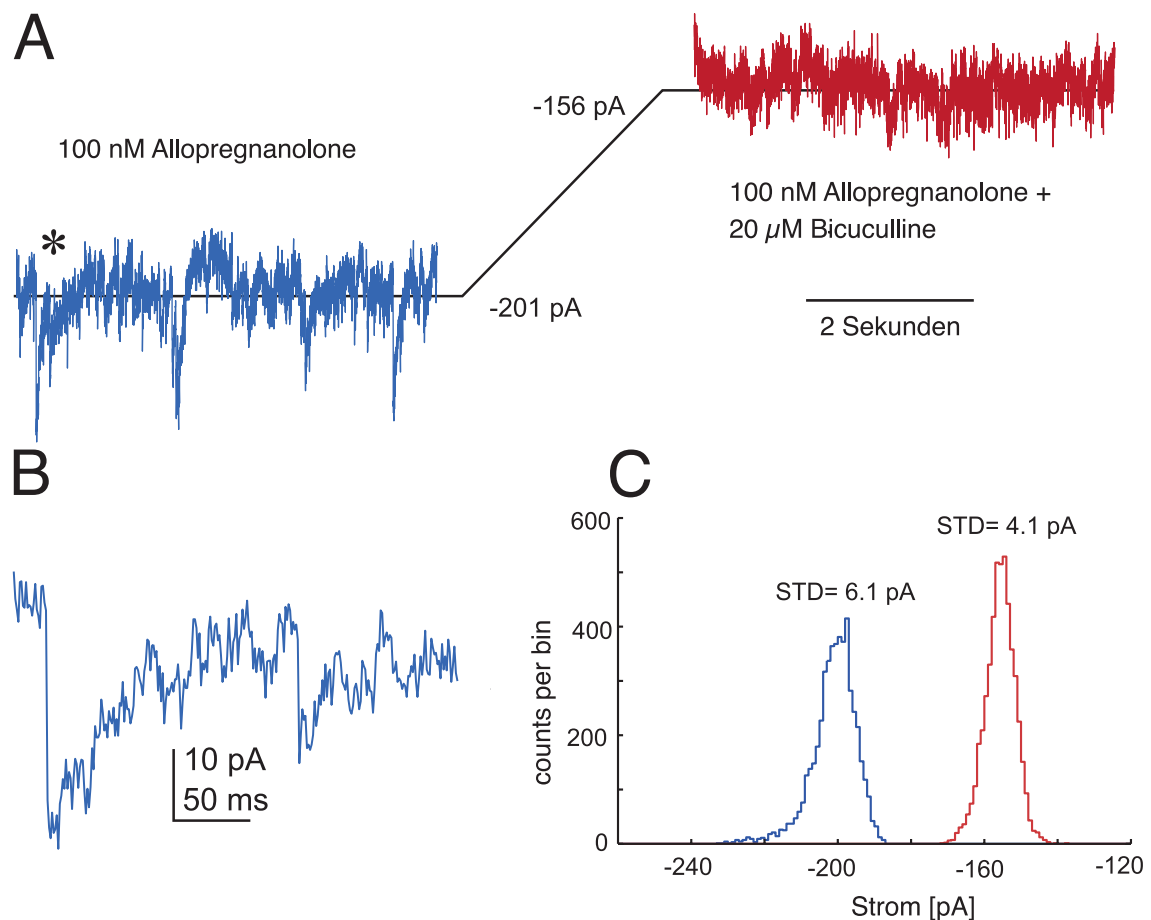 A
-156 pA
100 nM Allopregnanolone
100 nM Allopregnanolone +
20 µM Bicuculline
*
-201 pA
2 Sekunden
B
10 pA
50 ms
C
600
STD= 4.1 pA
STD= 6.1 pA
400
counts per bin
200
0
-240
-200
-160
-120
Strom [pA]